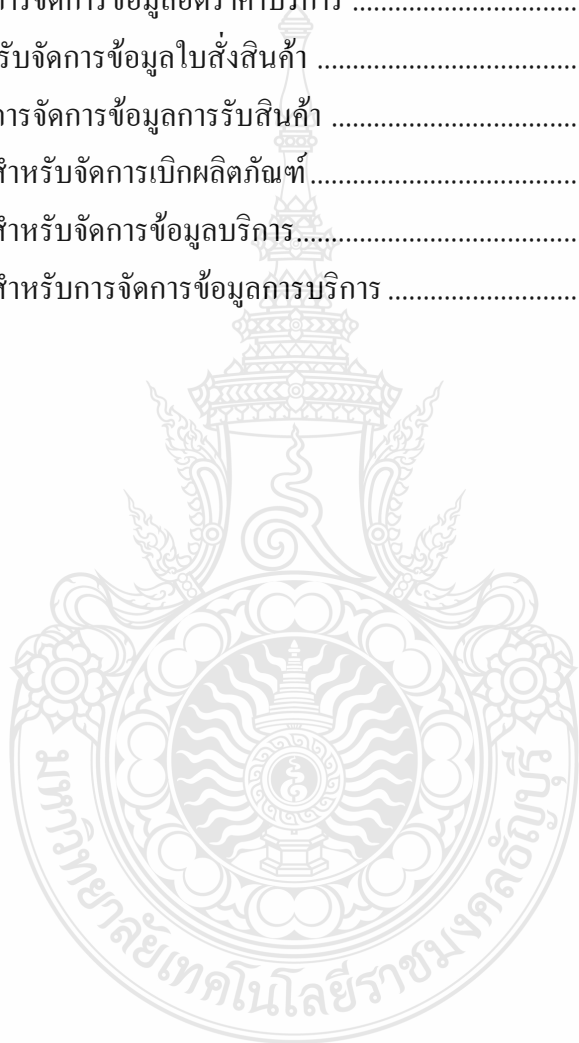 การจัดการข้อมูลอัตราค่าบริการ ................................
รับจัดการข้อมูลใบสั่งสินค้า .....................................
การจัดการข้อมูลการรับสินค้า ...................................
สำหรับจัดการเบิกผลิตภัณฑ์ ......................................
สำหรับจัดการข้อมูลบริการ ........................................
สำหรับการจัดการข้อมูลการบริการ ...........................
มหาวิทยาลัยเทคโนโลยีราชมงคลธัญบุรี